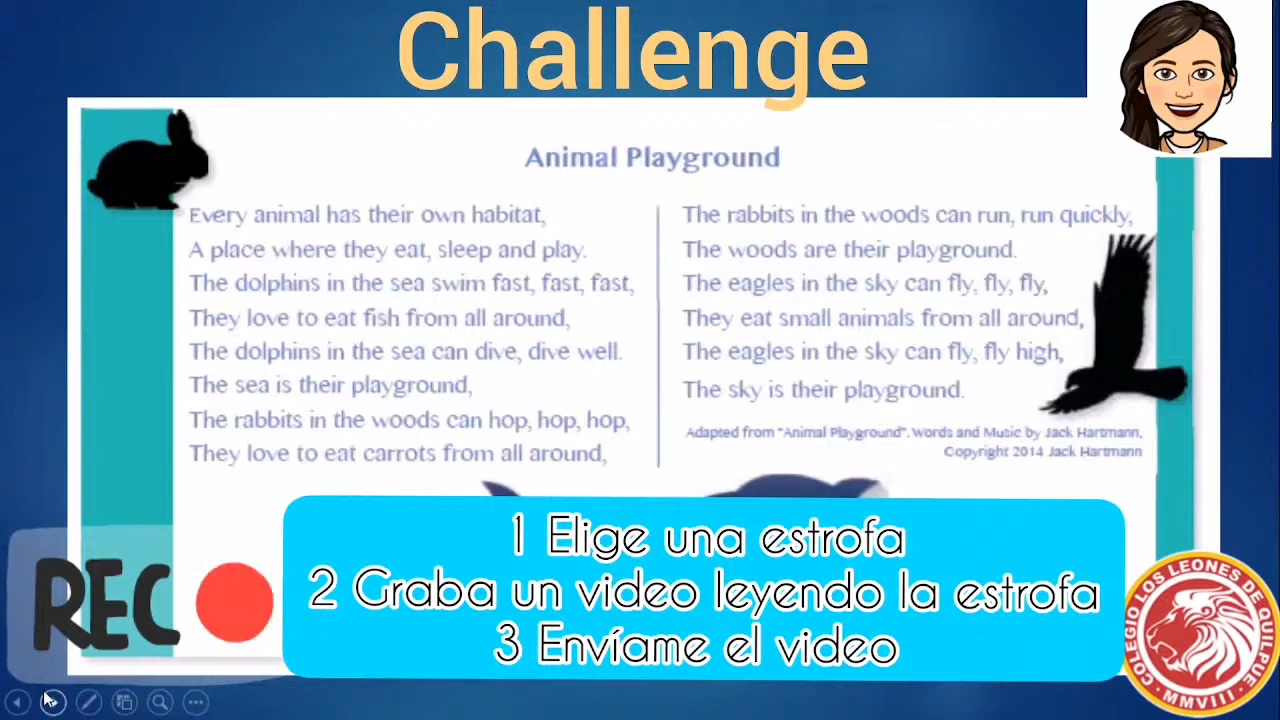 Challenge
Animal Playground
Every animal has their own habitat,
A place where they eat, sleep and play.
The dolphins in the sea swim fast, fast, fast,
They love to eat fish from all around,
The dolphins in the sea can dive, dive well.
The sea is their playground,
The rabbits in the woods can hop, hop, hop,
They love to eat carrots from all around,
The rabbits in the woods can run, run quickly,
The woods are their playground.
The eagles in the sky can fly, fly, fly,
They eat small animals from all around,
The eagles in the sky can fly, fly high,
The sky is their playground.
Adapted from "Animal Playground". Words and Music by Jack Hartmann,
Copyright 2014 Jack Hartmann
REC
1 Elige una estrofa
2 Graba un video leyendo la estrofa
3 Envíame el video
COLEGIO LOS LEONES DE QUILPUE
MMVIII